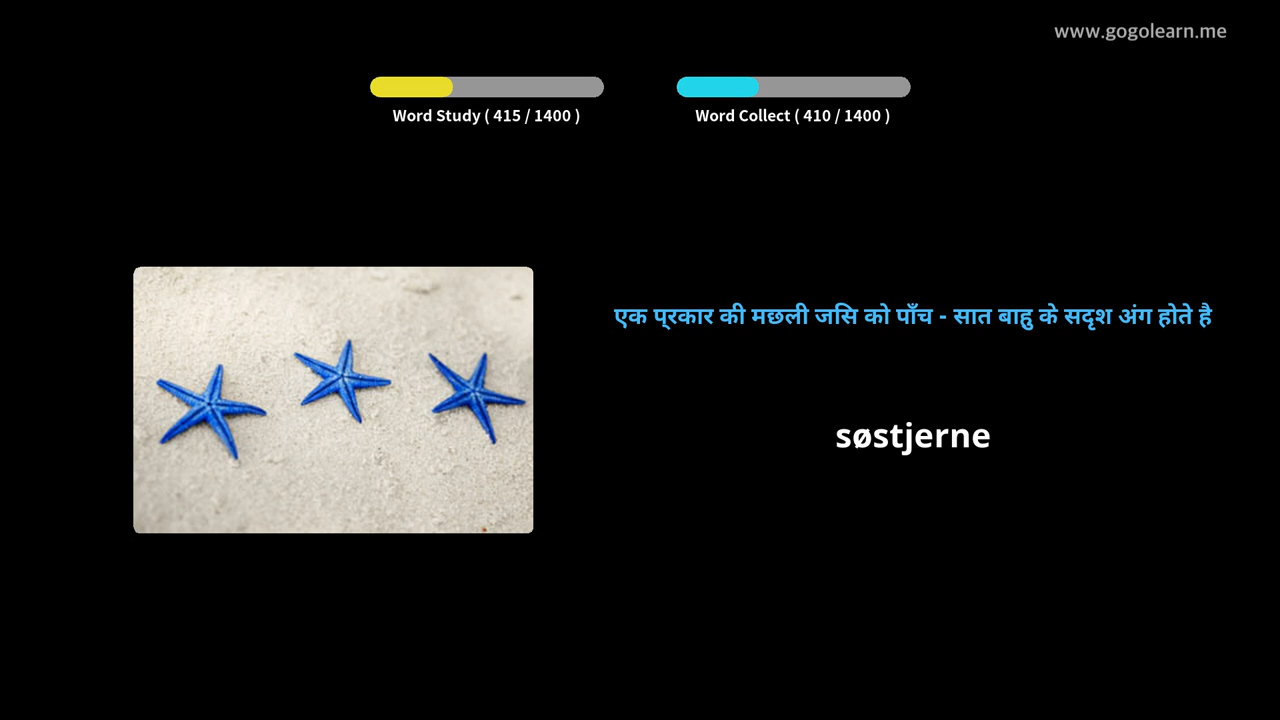 www.gogolearn.me
Word Study ( 415 / 1400 )
Word Collect ( 410 / 1400 )
एक प्रकार की मछली जसि को पाँच - सात बाहु के सदृश अंग होते है
søstjerne